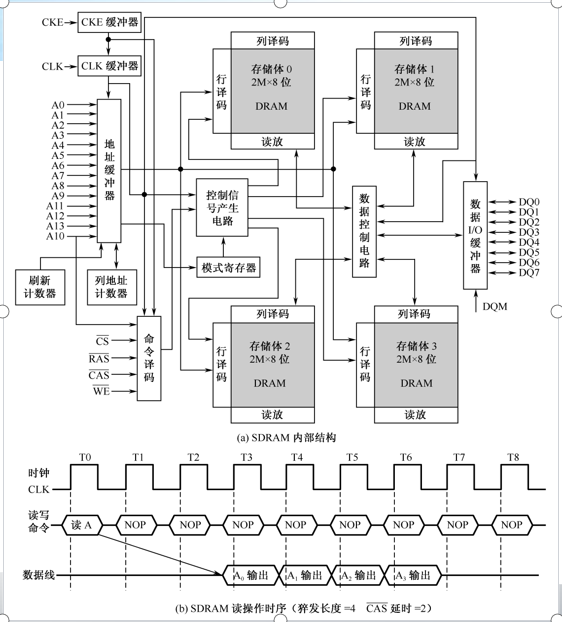 CKE
CKE 缓冲器
CLK
CLK 缓冲器
A0
A1
A2
A3
A4
A5
A6
A7
A8
A9
A11
A12
A13
A10
地址缓冲器
刷新
计数器
列地址
计数器
CS
RAS
CAS
WE
命令译码
控制信
号产生
电路
模式寄存器
列译码
行译码
存储体 0
2M×8 位
DRAM
读放
列译码
行译码
存储体 1
2M×8 位
DRAM
读放
数据控制电路
数据I/O缓冲器
DQ0
DQ1
DQ2
DQ3
DQ4
DQ5
DQ6
DQ7
DQM
列译码
行译码
存储体 2
2M×8 位
DRAM
读放
列译码
行译码
存储体 3
2M×8 位
DRAM
读放
(a) SDRAM 内部结构
T0 T1 T2 T3 T4 T5 T6 T7 T8
时钟
CLK
读写
命令
读 A NOP NOP NOP NOP NOP NOP NOP NOP
数据线
A₀ 输出 A₁ 输出 A₂ 输出 A₃ 输出
(b) SDRAM 读操作时序（猝发长度 =4 CAS 延时 =2）